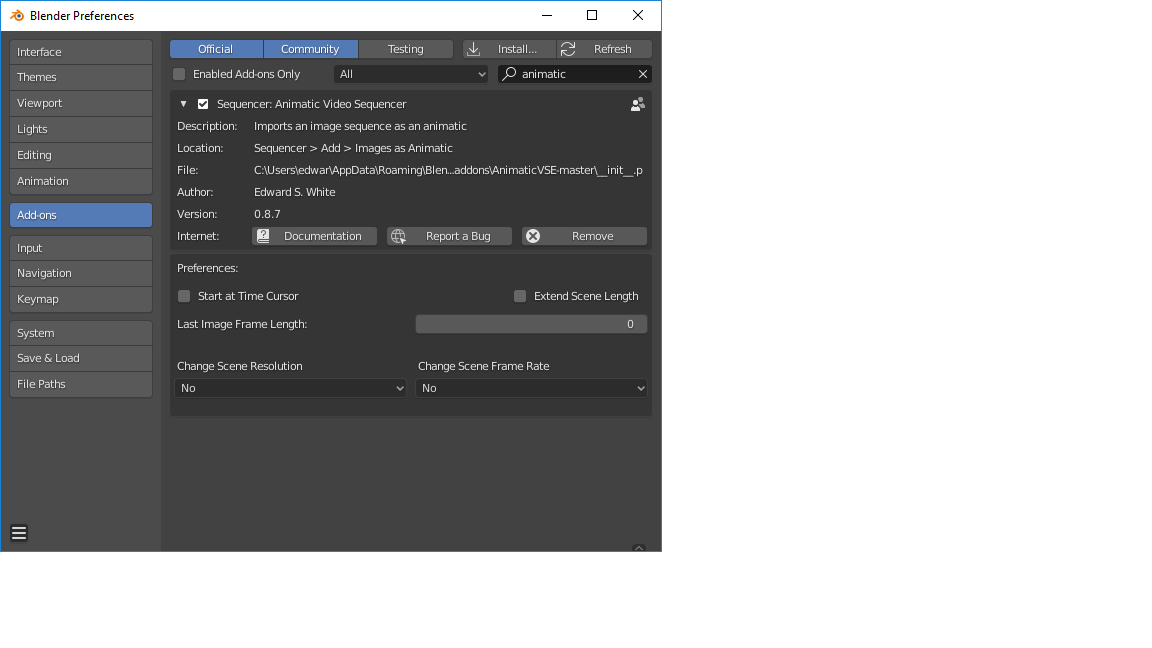 Blender Preferences
Interface
Themes
Viewport
Lights
Editing
Animation
Add-ons
Input
Navigation
Keymap
System
Save & Load
File Paths
Official Community Testing Install... Refresh
Enabled Add-ons Only All animatic
Sequencer: Animatic Video Sequencer
Description: Imports an image sequence as an animatic
Location: Sequencer > Add > Images as Animatic
File: C:\Users\edwar\AppData\Roaming\Blen...addons\AnimaticVSE-master\__init__.p
Author: Edward S. White
Version: 0.8.7
Internet: Documentation Report a Bug Remove
Preferences:
Start at Time Cursor Extend Scene Length
Last Image Frame Length: 0
Change Scene Resolution Change Scene Frame Rate
No No